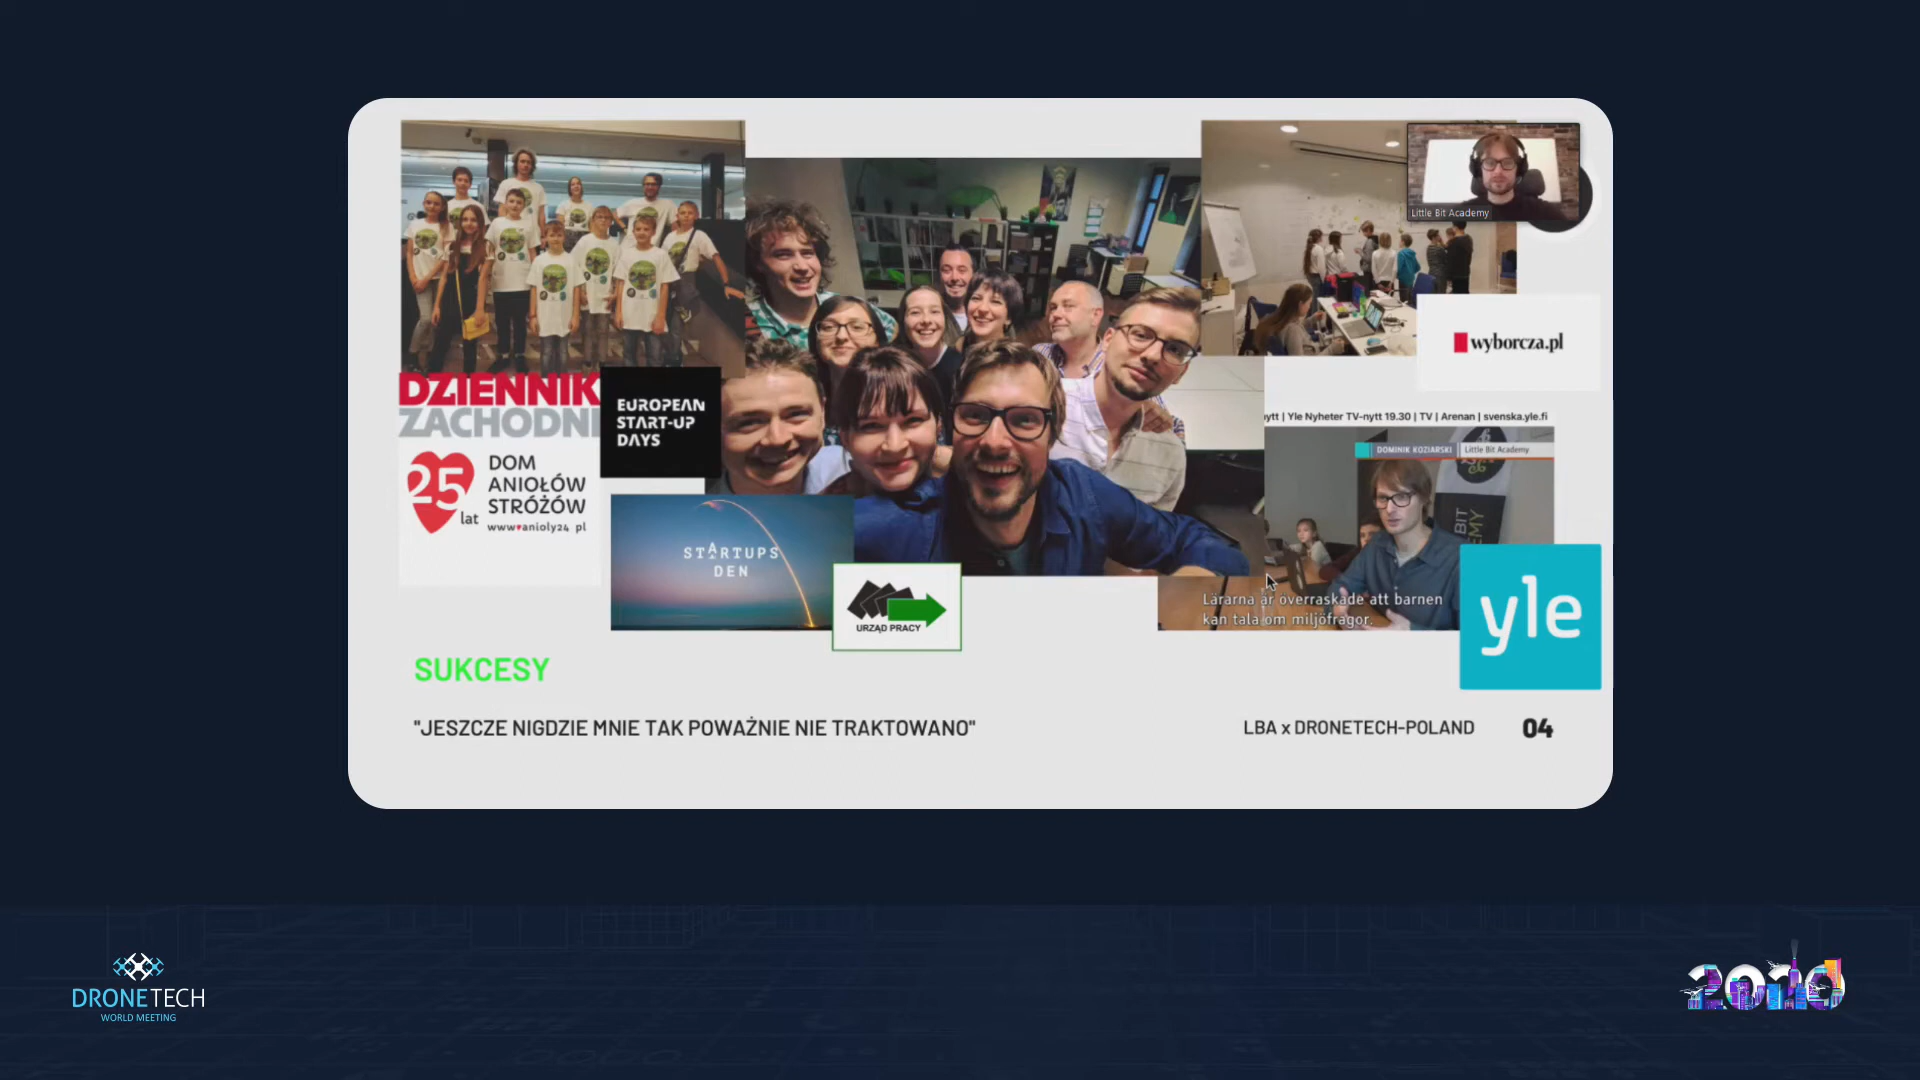 Little Bit Academy
wyborcza.pl
DZIENNIK
ZACHODNI
EUROPEAN
START-UP
DAYS
25
lat
DOM
ANIOŁÓW
STRÓŻÓW
www.anioly24 pl
nytt | Yle Nyheter TV-nytt 19.30 | TV | Arenan | svenska.yle.fi
DOMINIK KOZIARSKI Little Bit Academy
BIT
EMY
STARTUPS
DEN
URZĄD PRACY
Lärarna är överraskade att barnen
kan tala om miljöfrågor.
yle
SUKCESY
"JESZCZE NIGDZIE MNIE TAK POWAŻNIE NIE TRAKTOWANO"
LBA x DRONETECH-POLAND 04
DRONETECH
WORLD MEETING
2020